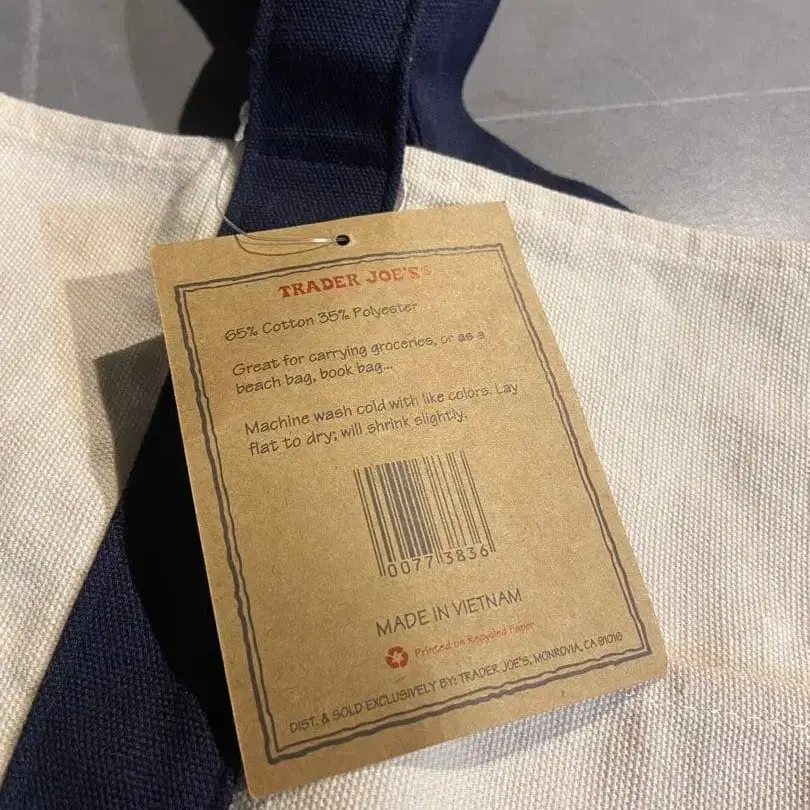 TRADER JOE'S®
65% Cotton 35% Polyester
Great for carrying groceries, or as a
beach bag, book bag...
Machine wash cold with like colors. Lay
flat to dry; will shrink slightly.
0077 3836
MADE IN VIETNAM
Printed on Recycled Paper
DIST. & SOLD EXCLUSIVELY BY: TRADER JOE'S, MONROVIA, CA 91016